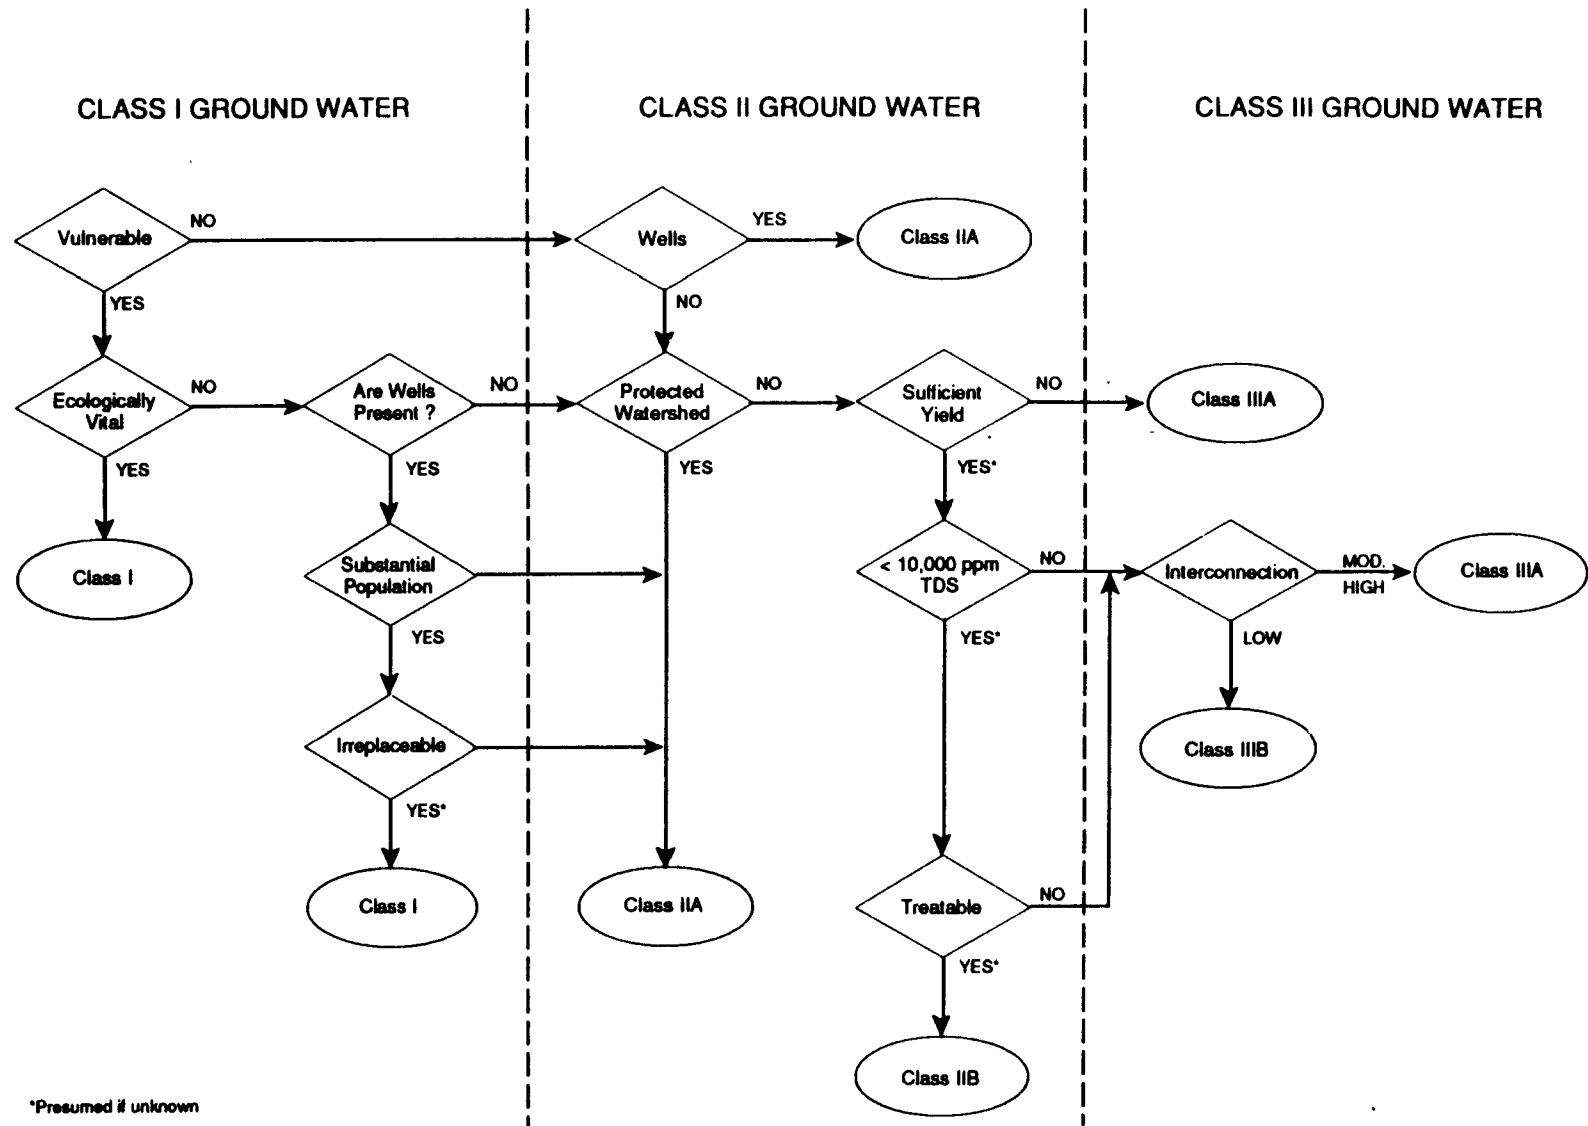 CLASS I GROUND WATER
CLASS II GROUND WATER
CLASS III GROUND WATER
Vulnerable
NO
YES
Wells
YES
Class IIA
NO
Ecologically
Vital
NO
YES
Are Wells
Present ?
NO
YES
Protected
Watershed
NO
YES
Sufficient
Yield
NO
YES*
Class IIIA
Class I
Substantial
Population
YES
< 10,000 ppm
TDS
NO
YES*
Interconnection
MOD.
HIGH
Class IIIA
LOW
Irreplaceable
YES*
Class IIIB
Class I
Class IIA
Treatable
NO
YES*
Class IIB
*Presumed if unknown